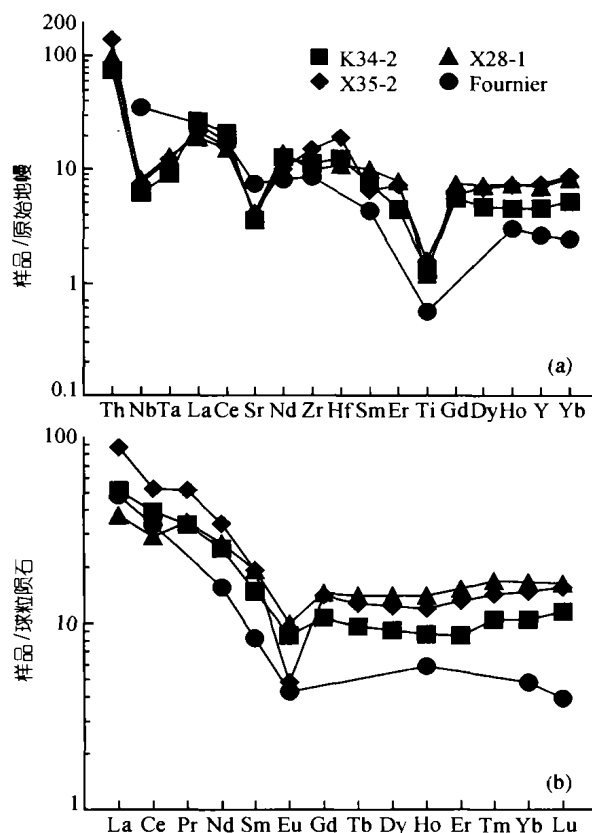 200
100
10
1
0.1
样品/原始地幔
K34-2
X28-1
X35-2
Fournier
(a)
Th Nb Ta La Ce Sr Nd Zr Hf Sm Er Ti Gd Dy Ho Y Yb
100
10
1
样品/球粒陨石
(b)
La Ce Pr Nd Sm Eu Gd Tb Dy Ho Er Tm Yb Lu